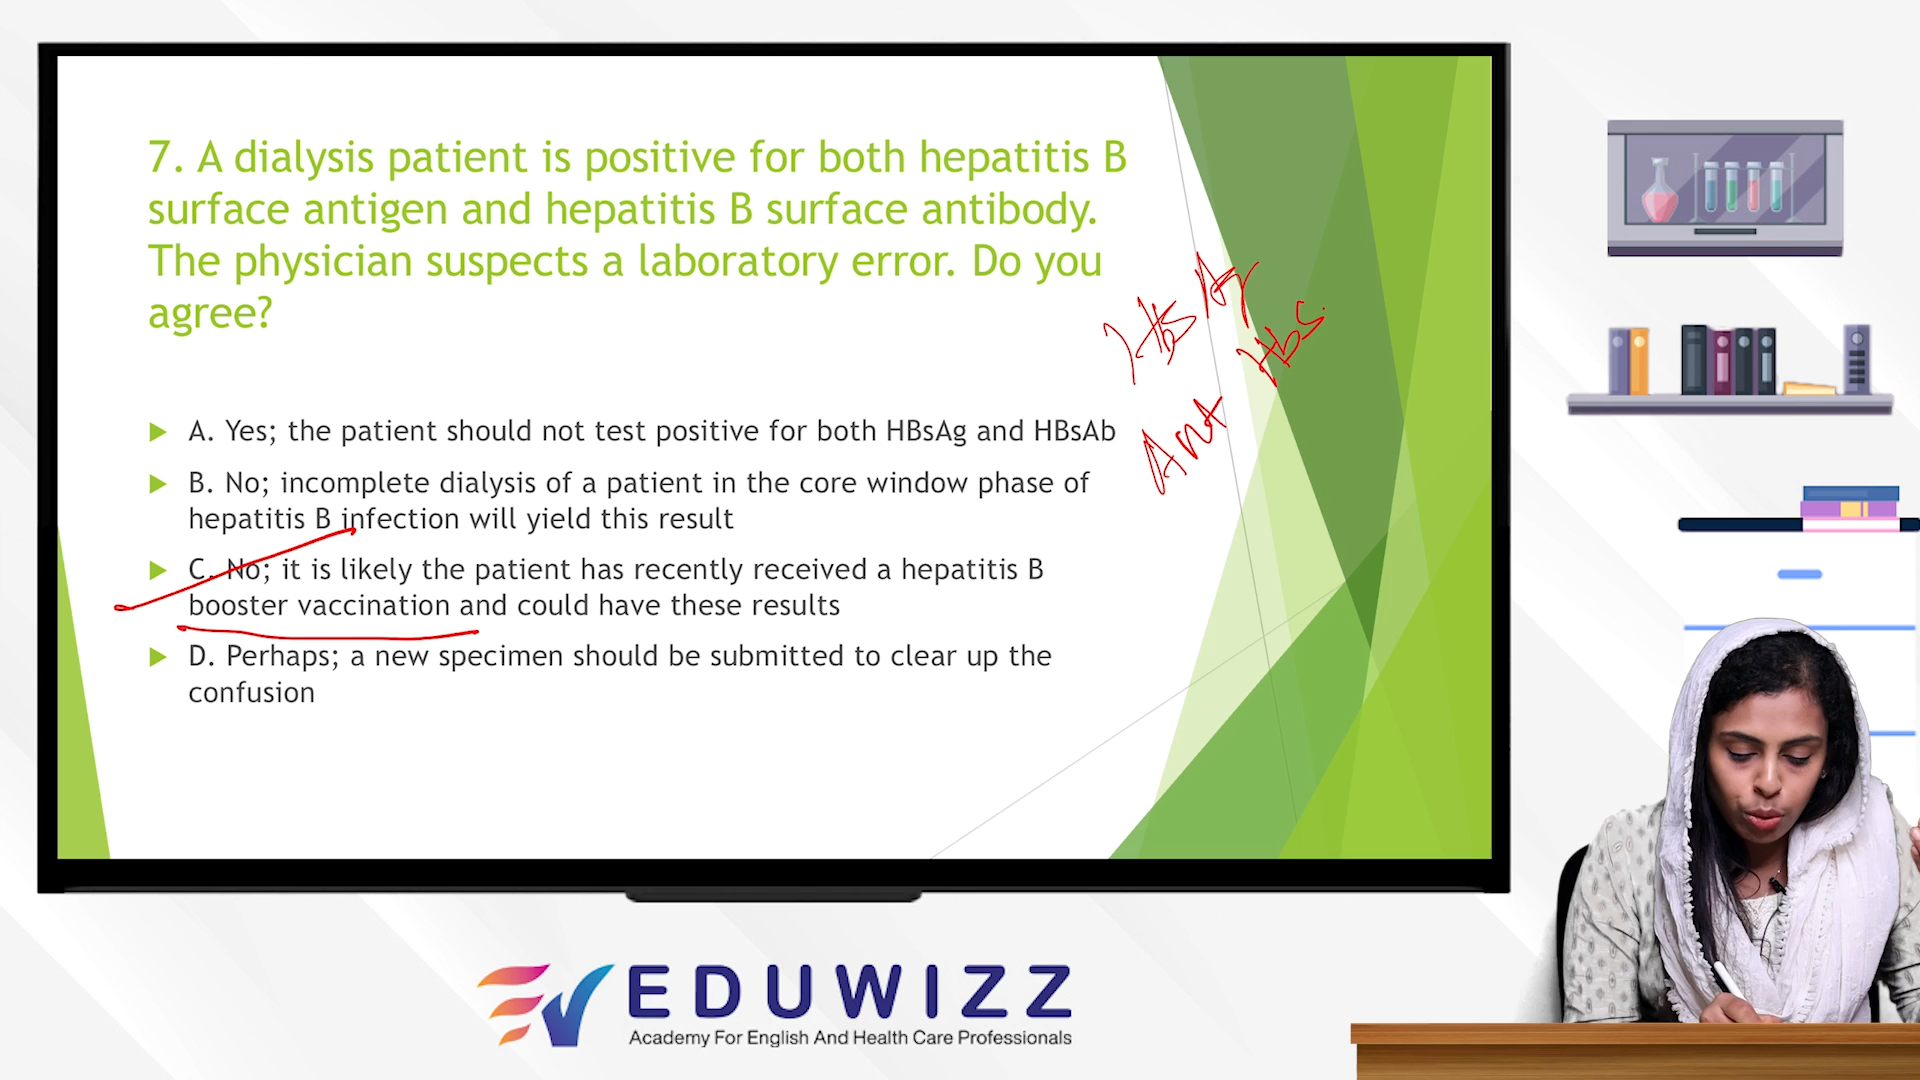 7. A dialysis patient is positive for both hepatitis B
surface antigen and hepatitis B surface antibody.
The physician suspects a laboratory error. Do you
agree?
HBsAg
Anti HBs.
A. Yes; the patient should not test positive for both HBsAg and HBsAb
B. No; incomplete dialysis of a patient in the core window phase of
hepatitis B infection will yield this result
C. No; it is likely the patient has recently received a hepatitis B
booster vaccination and could have these results
D. Perhaps; a new specimen should be submitted to clear up the
confusion
EDUWIZZ
Academy For English And Health Care Professionals